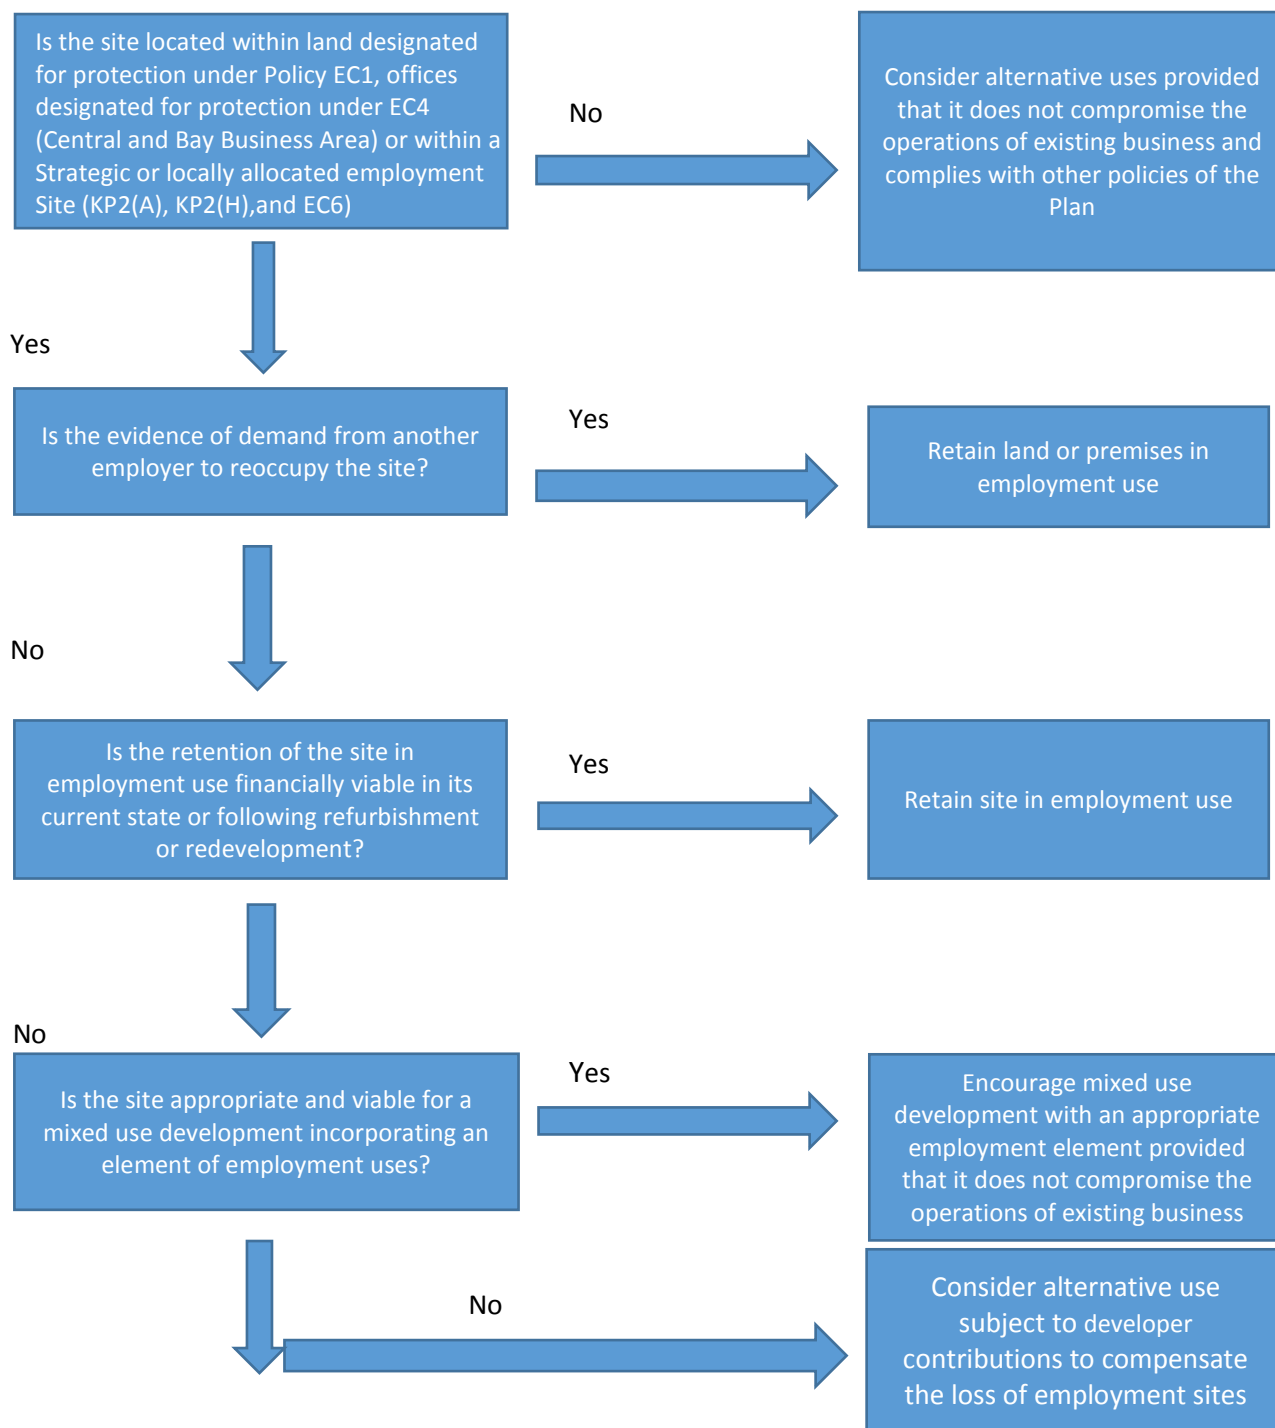 Is the site located within land designated
for protection under Policy EC1, offices
designated for protection under EC4
(Central and Bay Business Area) or within a
Strategic or locally allocated employment
Site (KP2(A), KP2(H),and EC6)
No
Consider alternative uses provided
that it does not compromise the
operations of existing business and
complies with other policies of the
Plan
Yes
Is the evidence of demand from another
employer to reoccupy the site?
Yes
Retain land or premises in
employment use
No
Is the retention of the site in
employment use financially viable in its
current state or following refurbishment
or redevelopment?
Yes
Retain site in employment use
No
Is the site appropriate and viable for a
mixed use development incorporating an
element of employment uses?
Yes
Encourage mixed use
development with an appropriate
employment element provided
that it does not compromise the
operations of existing business
No
Consider alternative use
subject to developer
contributions to compensate
the loss of employment sites